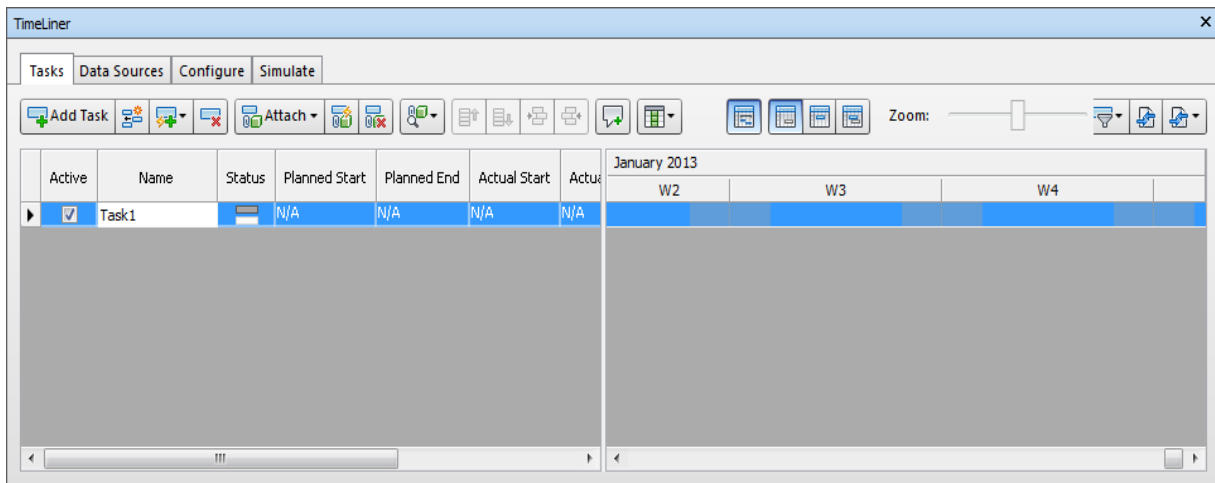 TimeLiner
Tasks Data Sources Configure Simulate
Add Task Attach Zoom:
January 2013
Active Name Status Planned Start Planned End Actual Start Actua W2 W3 W4
Task1 N/A N/A N/A N/A